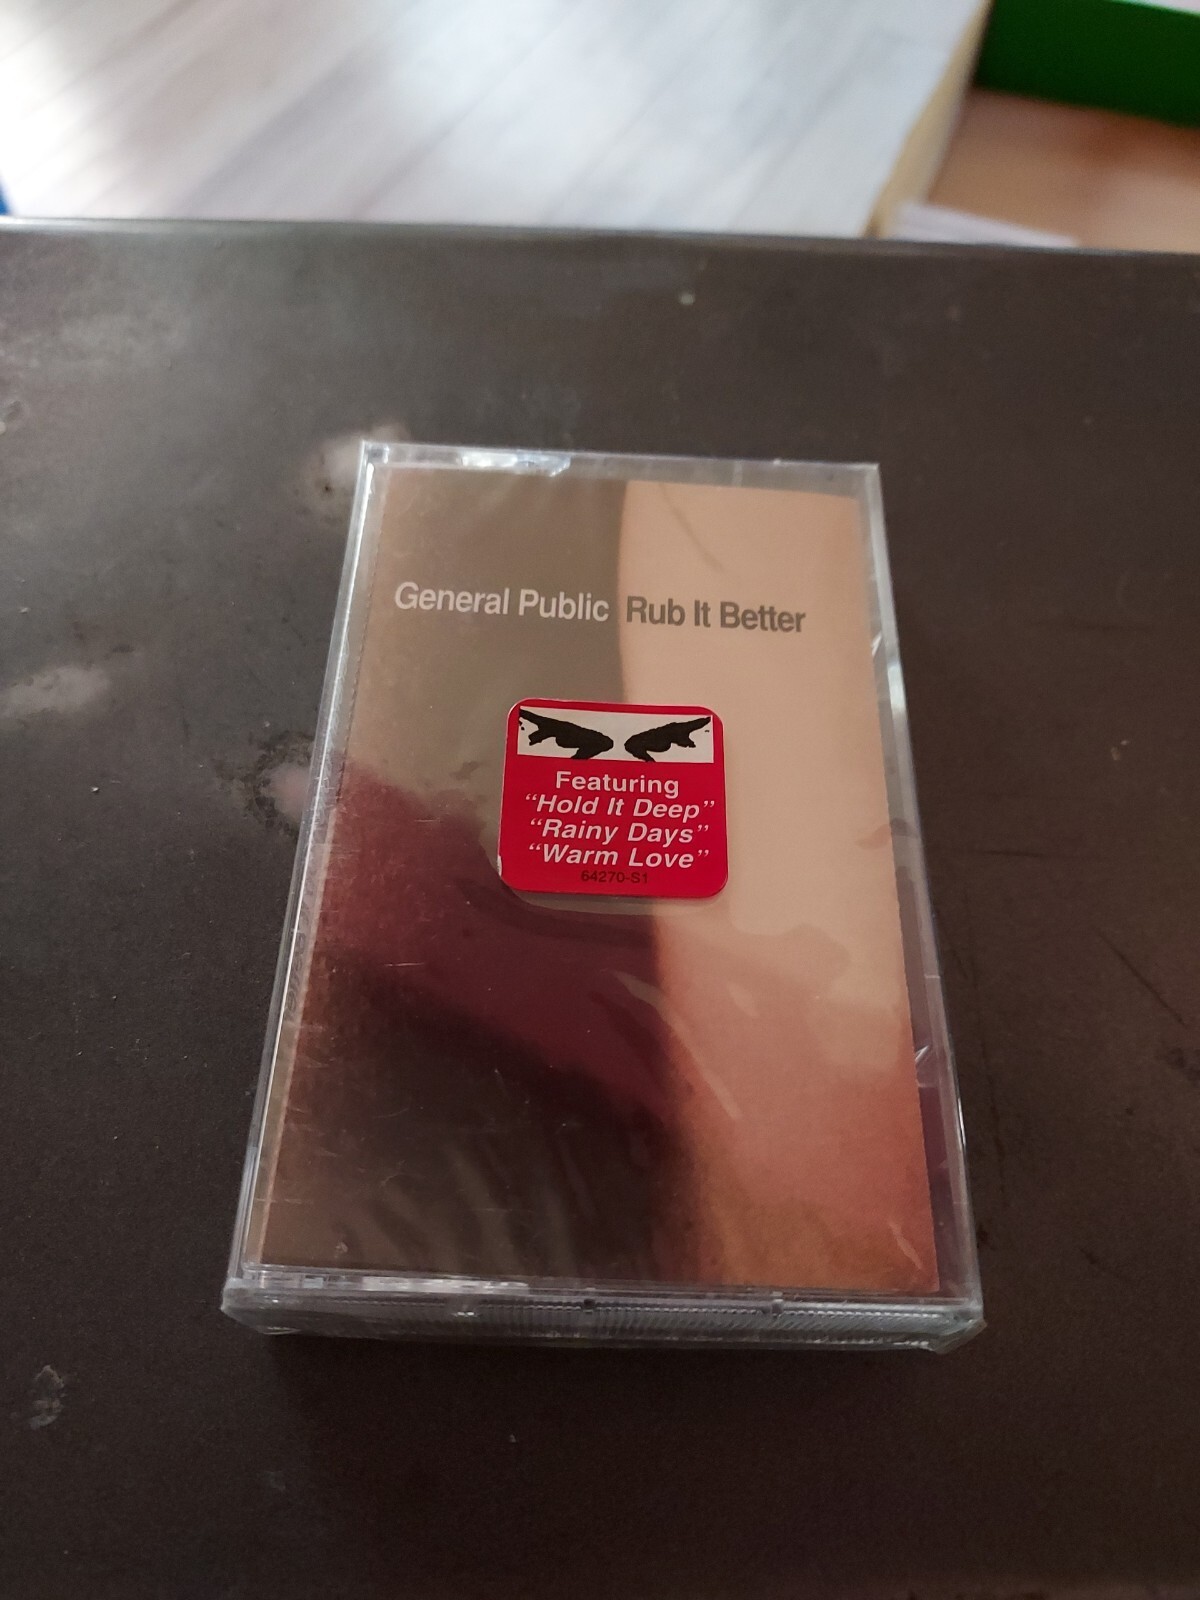 General Public Rub It Better
Featuring
“Hold It Deep”
“Rainy Days”
“Warm Love”
64270-S1